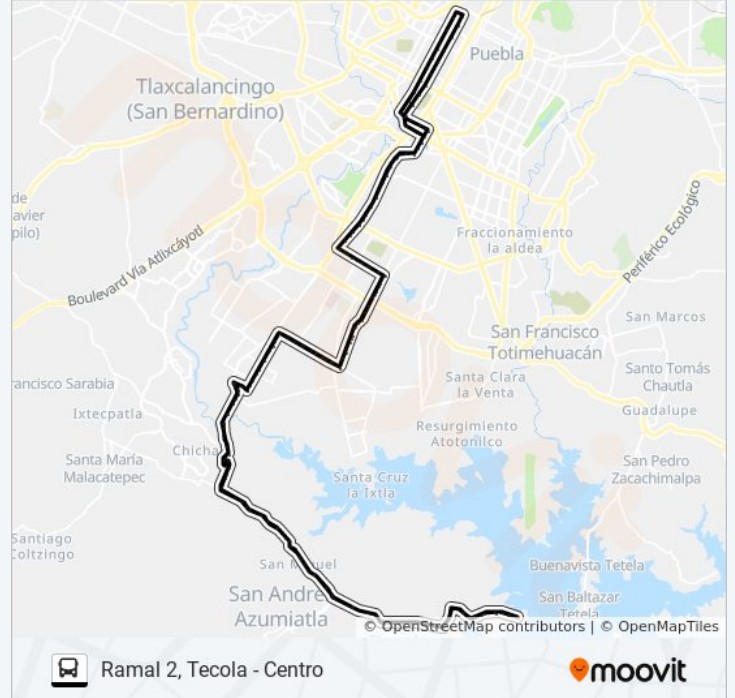 Puebla
Tlaxcalancingo
(San Bernardino)
de
avier
pilo)
Boulevard Vía Atlixcáyotl
Fraccionamiento
la aldea
Periférico Ecológico
San Marcos
San Francisco
Totimehuacán
Santo Tomás
Chautla
Santa Clara
la Venta
Guadalupe
rancisco Sarabia
Ixtecpatla
Resurgimiento
Atotonilco
Chicha
Santa María
Malacatepec
San Pedro
Zacachimalpa
Santa Cruz
la Ixtla
Santiago
Coltzingo
San M guel
Buenavista Tetela
San André
Azumiatla
San Baltazar
Tetela
© OpenStreetMap contributors | © OpenMapTiles
Ramal 2, Tecola - Centro
moovit